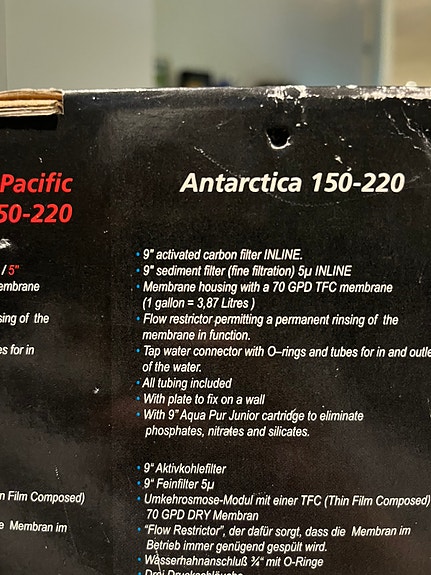 Pacific
50-220
/ 5"
embrane
sing of the
es for in
n Film Composed)
e Membran im
Antarctica 150-220
• 9" activated carbon filter INLINE.
• 9" sediment filter (fine filtration) 5µ INLINE
• Membrane housing with a 70 GPD TFC membrane
(1 gallon = 3,87 Litres )
• Flow restrictor permitting a permanent rinsing of the
membrane in function.
• Tap water connector with O–rings and tubes for in and outle
of the water.
• All tubing included
• With plate to fix on a wall
• With 9" Aqua Pur Junior cartridge to eliminate
phosphates, nitrates and silicates.
• 9" Aktivkohlefilter
• 9" Feinfilter 5µ
• Umkehrosmose-Modul mit einer TFC (Thin Film Composed)
70 GPD DRY Membran
• "Flow Restrictor", der dafür sorgt, dass die Membran im
Betrieb immer genügend gespült wird.
• Wasserhahnanschluß ¾" mit O-Ringe
• Drei Druckschläuche